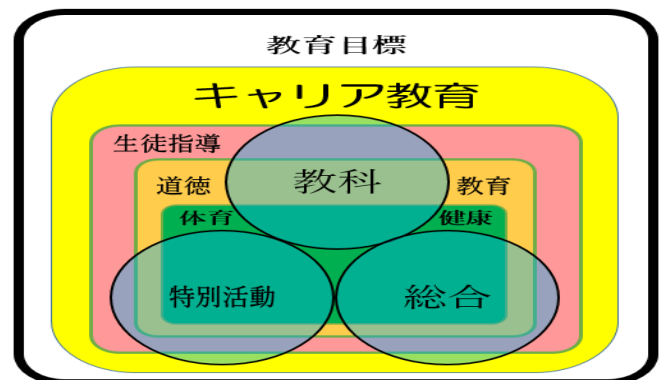 教育目標
キャリア教育
生徒指導
教科
道徳 教育
体育 健康
特別活動 総合